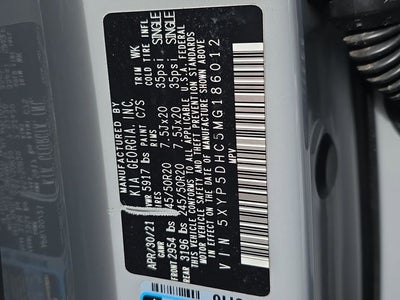 KIA GEORGIA, INC.
APR/30/21 GVWR 5917 lbs PAINT C7S TRIM WK
GAWR TIRES RIMS COLD TIRE INFL
FRONT 2954 lbs 245/50R20 7.5Jx20 35psi SINGLE
REAR 3196 lbs 245/50R20 7.5Jx20 35psi SINGLE
THIS VEHICLE CONFORMS TO ALL APPLICABLE U.S.A. FEDERAL
MOTOR VEHICLE SAFETY AND THEFT PREVENTION STANDARDS
IN EFFECT ON THE DATE OF MANUFACTURE SHOWN ABOVE
MPV
VIN 5XYP5DHC5MG186012